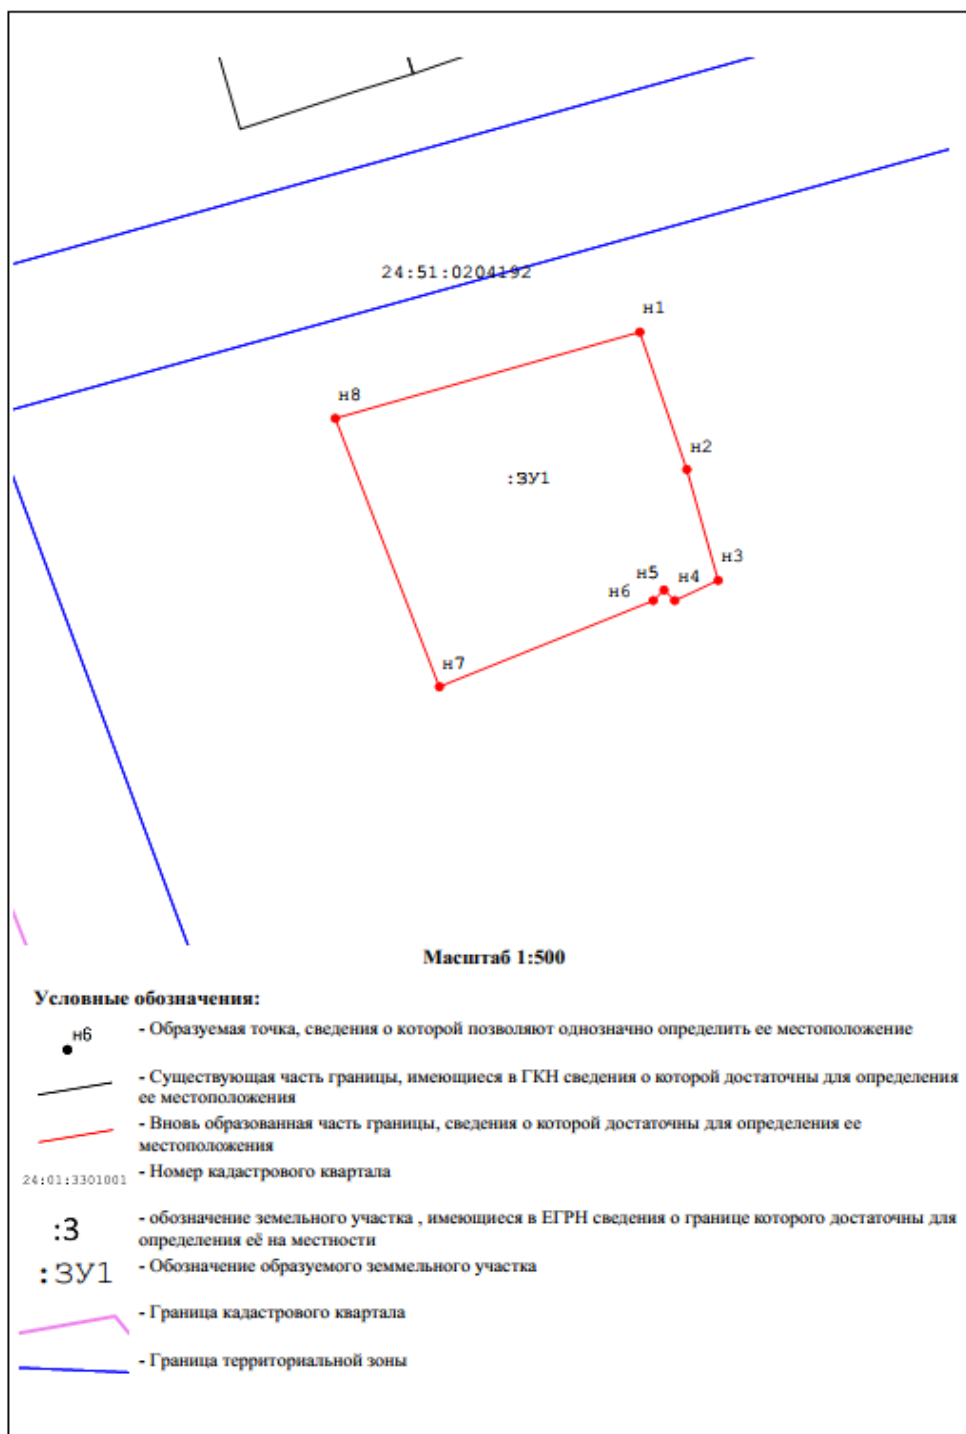 24:51:0204192
н1
н8
н2
:ЗУ1
н3
н5
н4
н6
н7
Масштаб 1:500
Условные обозначения:
н6
- Образуемая точка, сведения о которой позволяют однозначно определить ее местоположение
- Существующая часть границы, имеющиеся в ГКН сведения о которой достаточны для определения
ее местоположения
- Вновь образованная часть границы, сведения о которой достаточны для определения ее
местоположения
24:01:3301001
- Номер кадастрового квартала
:3
- обозначение земельного участка , имеющиеся в ЕГРН сведения о границе которого достаточны для
определения её на местности
:ЗУ1
- Обозначение образуемогоземмельного участка
- Граница кадастрового квартала
- Граница территориальной зоны